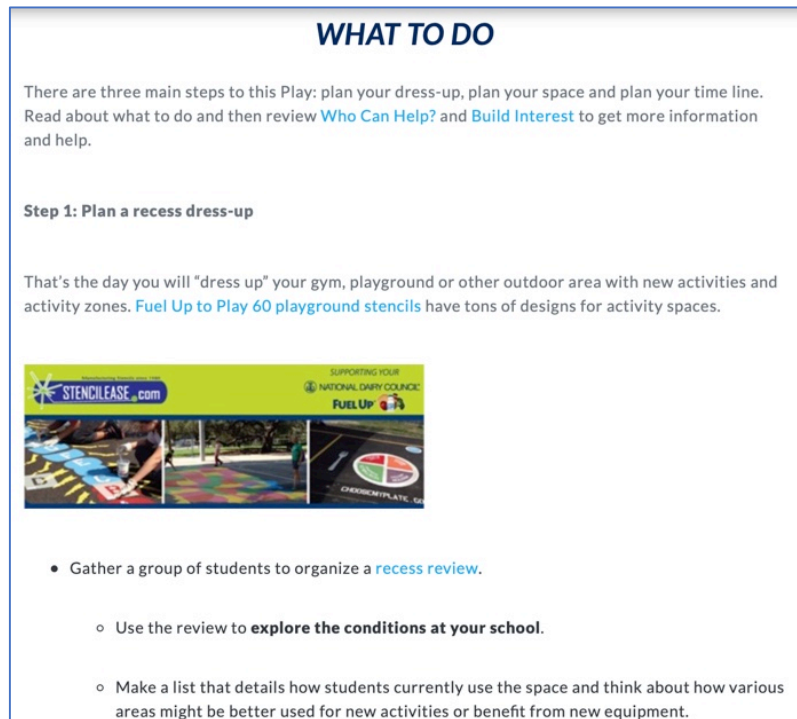 WHAT TO DO
There are three main steps to this Play: plan your dress-up, plan your space and plan your time line.
Read about what to do and then review Who Can Help? and Build Interest to get more information
and help.
Step 1: Plan a recess dress-up
That's the day you will “dress up” your gym, playground or other outdoor area with new activities and
activity zones. Fuel Up to Play 60 playground stencils have tons of designs for activity spaces.
STENCILEASE.com
SUPPORTING YOUR
NATIONAL DAIRY COUNCIL
FUEL UP
CHOOSEMYPLATE.GO
• Gather a group of students to organize a recess review.
○ Use the review to explore the conditions at your school.
○ Make a list that details how students currently use the space and think about how various
areas might be better used for new activities or benefit from new equipment.